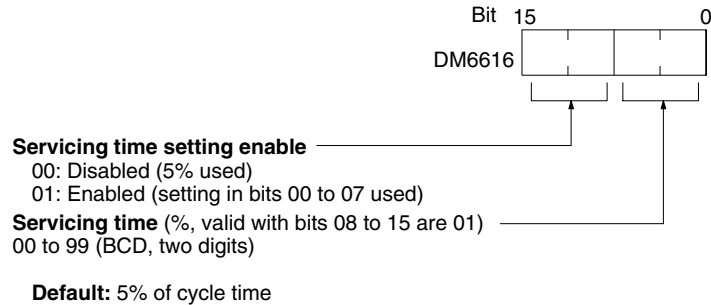 Bit 15 0
DM6616
Servicing time setting enable
00: Disabled (5% used)
01: Enabled (setting in bits 00 to 07 used)
Servicing time (%, valid with bits 08 to 15 are 01)
00 to 99 (BCD, two digits)
Default: 5% of cycle time